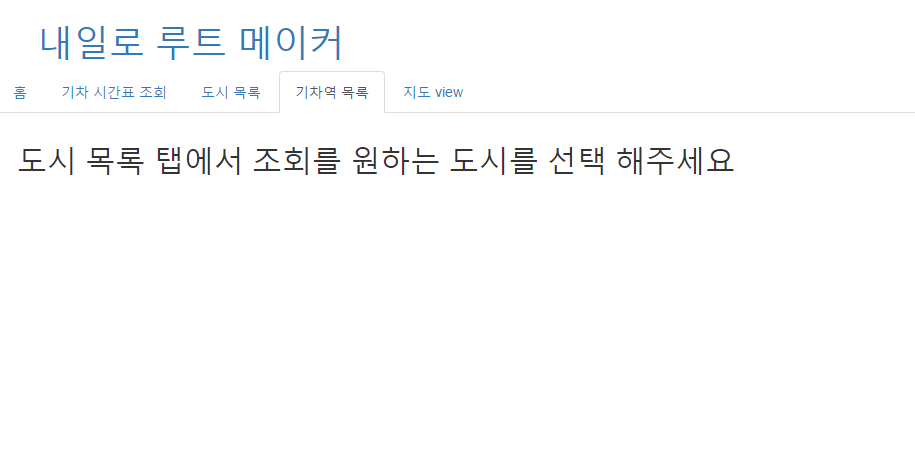 내일로 루트 메이커
홈 기차 시간표 조회 도시 목록 기차역 목록 지도 view
도시 목록 탭에서 조회를 원하는 도시를 선택 해주세요